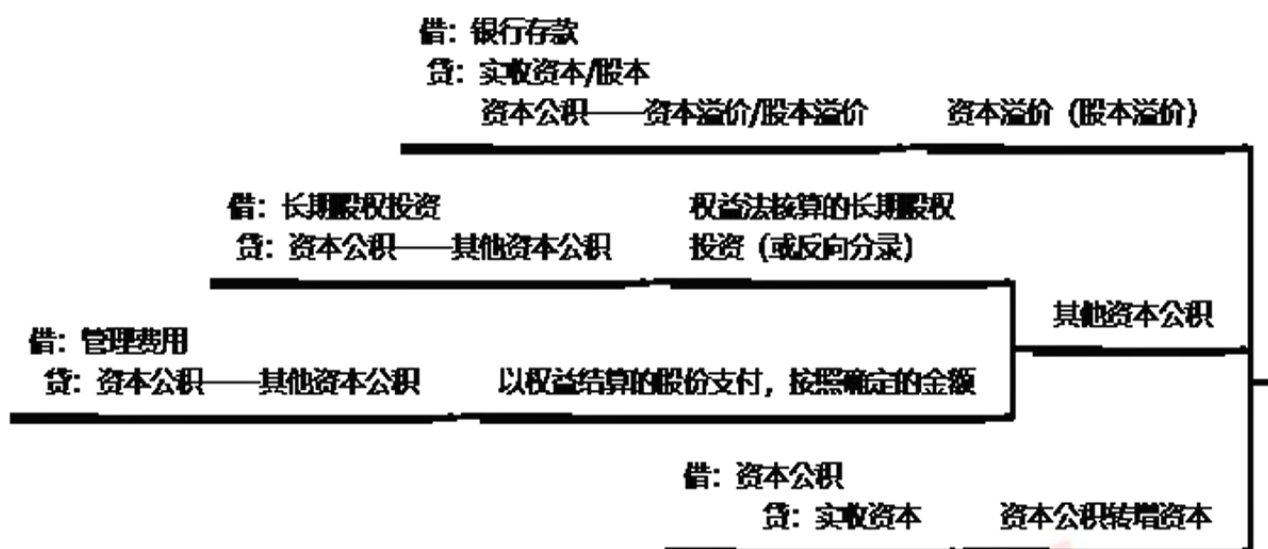 借：银行存款
贷：实收资本/股本
资本公积——资本溢价/股本溢价
资本溢价（股本溢价）
借：长期股权投资
贷：资本公积——其他资本公积
权益法核算的长期股权
投资（或反向分录）
其他资本公积
借：管理费用
贷：资本公积——其他资本公积
以权益结算的股份支付，按照确定的金额
借：资本公积
贷：实收资本
资本公积转增资本